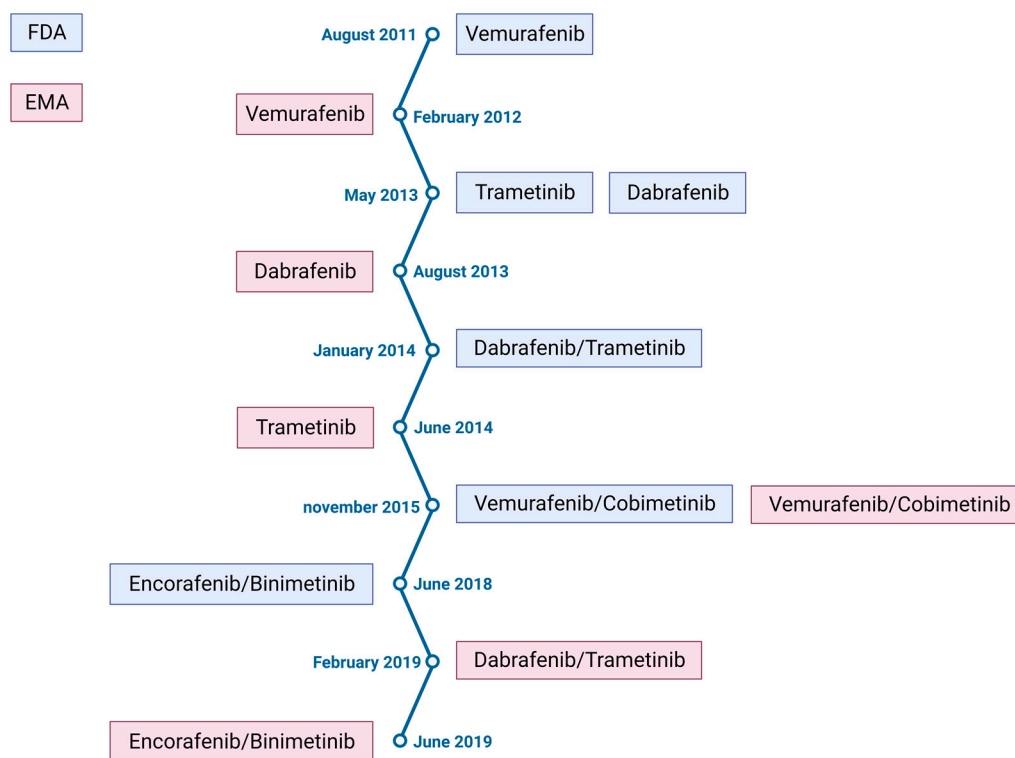 FDA
EMA
August 2011
Vemurafenib
Vemurafenib
February 2012
May 2013
Trametinib
Dabrafenib
Dabrafenib
August 2013
January 2014
Dabrafenib/Trametinib
Trametinib
June 2014
november 2015
Vemurafenib/Cobimetinib
Vemurafenib/Cobimetinib
Encorafenib/Binimetinib
June 2018
February 2019
Dabrafenib/Trametinib
Encorafenib/Binimetinib
June 2019